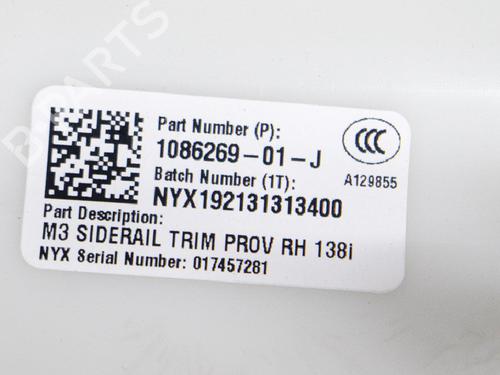 BPARTS
Part Number (P):
1086269-01-J
CCC
A129855
Batch Number (1T):
NYX192131313400
Part Description:
M3 SIDERAIL TRIM PROV RH 138i
NYX Serial Number: 017457281